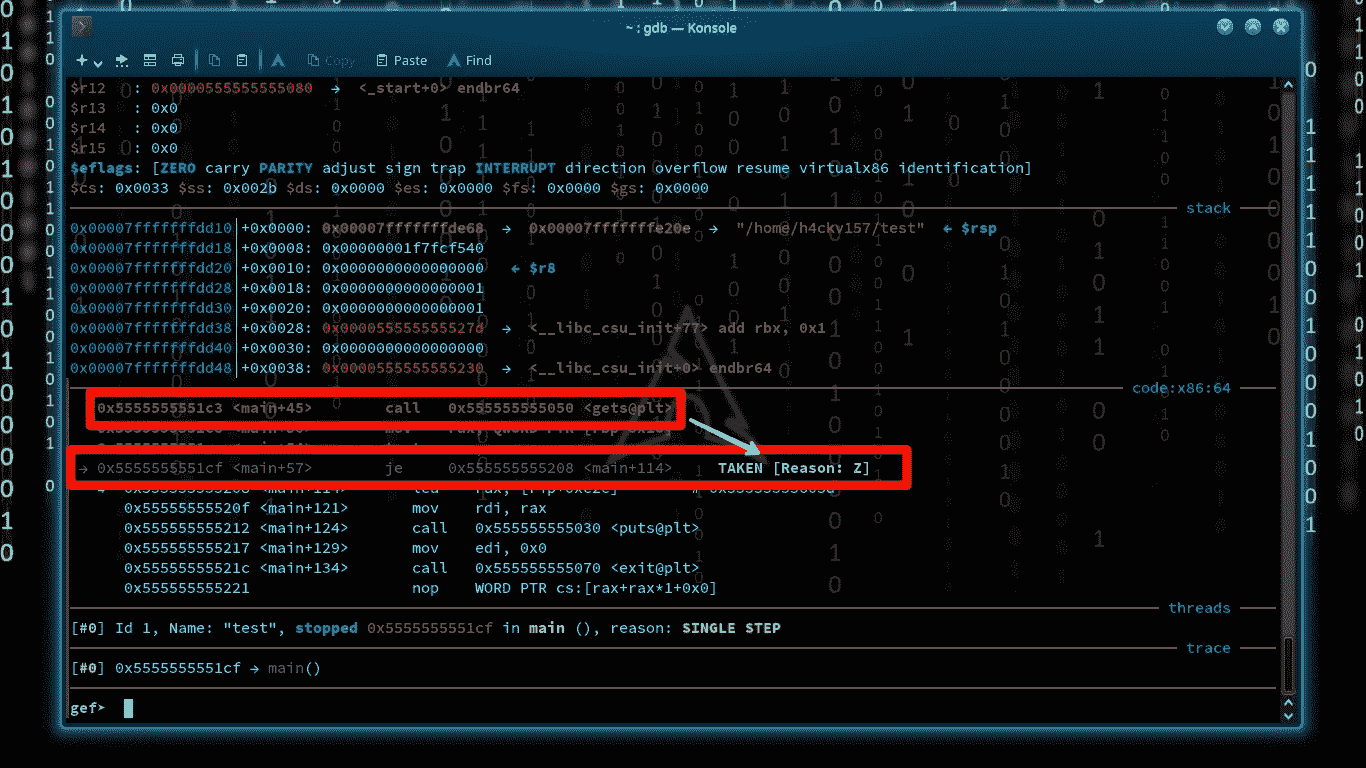 ~ : gdb — Konsole
Copy Paste Find
$r12 : 0x0000555555555080 → <_start+0> endbr64
$r13 : 0x0
$r14 : 0x0
$r15 : 0x0
$eflags: [ZERO carry PARITY adjust sign trap INTERRUPT direction overflow resume virtualx86 identification]
$cs: 0x0033 $ss: 0x002b $ds: 0x0000 $es: 0x0000 $fs: 0x0000 $gs: 0x0000
stack
0x00007fffffffdd10│+0x0000: 0x00007fffffffde68 → 0x00007fffffffe20e → "/home/h4cky157/test" ← $rsp
0x00007fffffffdd18│+0x0008: 0x00000001f7fcf540
0x00007fffffffdd20│+0x0010: 0x0000000000000000 ← $r8
0x00007fffffffdd28│+0x0018: 0x0000000000000001
0x00007fffffffdd30│+0x0020: 0x0000000000000001
0x00007fffffffdd38│+0x0028: 0x000055555555527d → <__libc_csu_init+77> add rbx, 0x1
0x00007fffffffdd40│+0x0030: 0x0000000000000000
0x00007fffffffdd48│+0x0038: 0x0000555555555230 → <__libc_csu_init+0> endbr64
code:x86:64
0x5555555551c3 <main+45> call 0x555555555050 <gets@plt>
→ 0x5555555551cf <main+57> je 0x555555555208 <main+114> TAKEN [Reason: Z]
0x55555555520f <main+121> mov rdi, rax
0x555555555212 <main+124> call 0x555555555030 <puts@plt>
0x555555555217 <main+129> mov edi, 0x0
0x55555555521c <main+134> call 0x555555555070 <exit@plt>
0x555555555221 nop WORD PTR cs:[rax+rax*1+0x0]
threads
[#0] Id 1, Name: "test", stopped 0x5555555551cf in main (), reason: SINGLE STEP
trace
[#0] 0x5555555551cf → main()
gef>